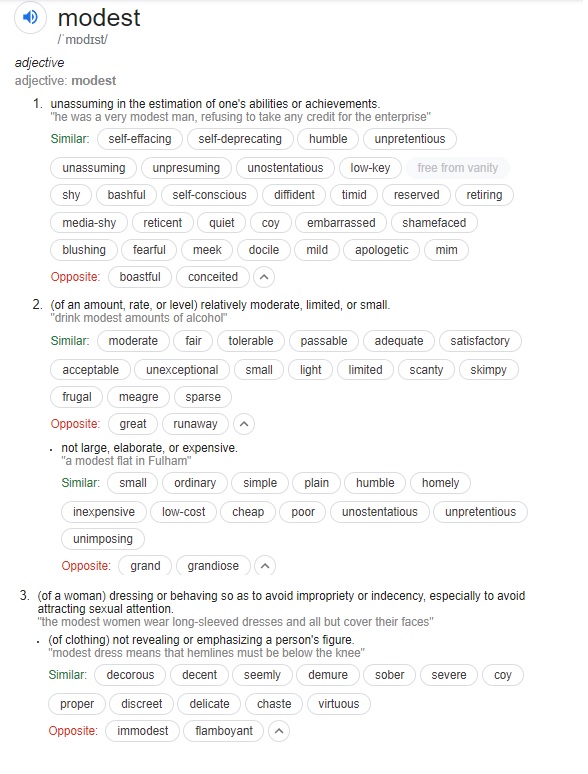 modest
/ˈmɒdɪst/
adjective
adjective: modest
1. unassuming in the estimation of one's abilities or achievements.
"he was a very modest man, refusing to take any credit for the enterprise"
Similar: self-effacing self-deprecating humble unpretentious
unassuming unpresuming unostentatious low-key free from vanity
shy bashful self-conscious diffident timid reserved retiring
media-shy reticent quiet coy embarrassed shamefaced
blushing fearful meek docile mild apologetic mim
Opposite: boastful conceited
2. (of an amount, rate, or level) relatively moderate, limited, or small.
"drink modest amounts of alcohol"
Similar: moderate fair tolerable passable adequate satisfactory
acceptable unexceptional small light limited scanty skimpy
frugal meagre sparse
Opposite: great runaway
• not large, elaborate, or expensive.
"a modest flat in Fulham"
Similar: small ordinary simple plain humble homely
inexpensive low-cost cheap poor unostentatious unpretentious
unimposing
Opposite: grand grandiose
3. (of a woman) dressing or behaving so as to avoid impropriety or indecency, especially to avoid
attracting sexual attention.
"the modest women wear long-sleeved dresses and all but cover their faces"
• (of clothing) not revealing or emphasizing a person's figure.
"modest dress means that hemlines must be below the knee"
Similar: decorous decent seemly demure sober severe coy
proper discreet delicate chaste virtuous
Opposite: immodest flamboyant